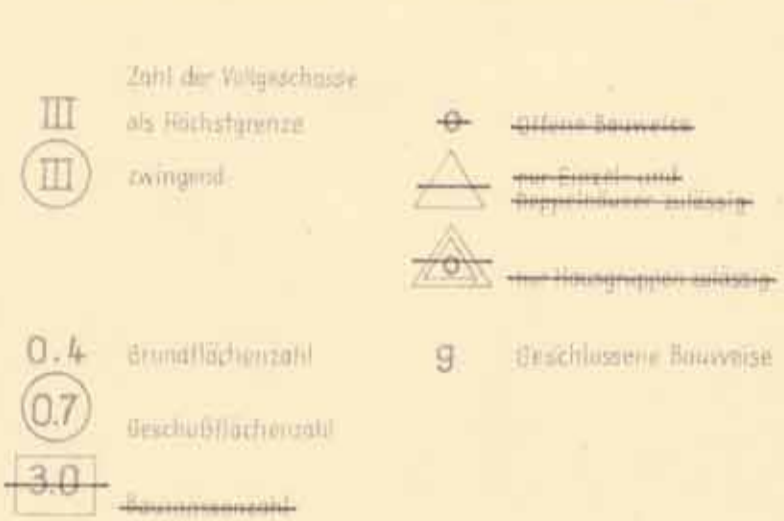 Zahl der Vollgeschosse
III als Höchstgrenze
III zwingend
0.4 Grundflächenzahl
0.7 Geschoßflächenzahl
3.0 Baumassenzahl
o Offene Bauweise
nur Einzel- und
Doppelhäuser zulässig
o nur Hausgruppen zulässig
g Geschlossene Bauweise